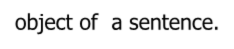 object of  a sentence.